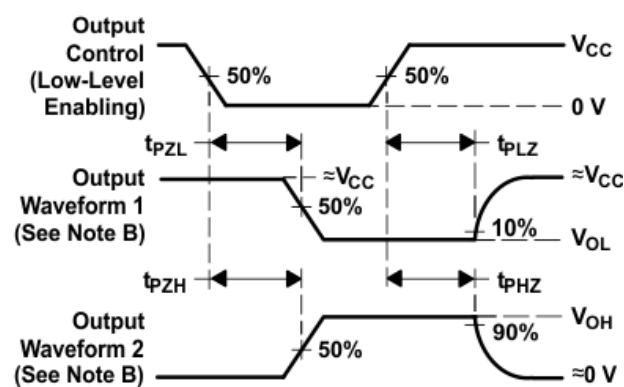 Output
Control
(Low-Level
Enabling)
50%
50%
VCC
0 V
tPZL
tPLZ
Output
Waveform 1
(See Note B)
≈VCC
50%
10%
≈VCC
VOL
tPZH
tPHZ
Output
Waveform 2
(See Note B)
50%
90%
VOH
≈0 V